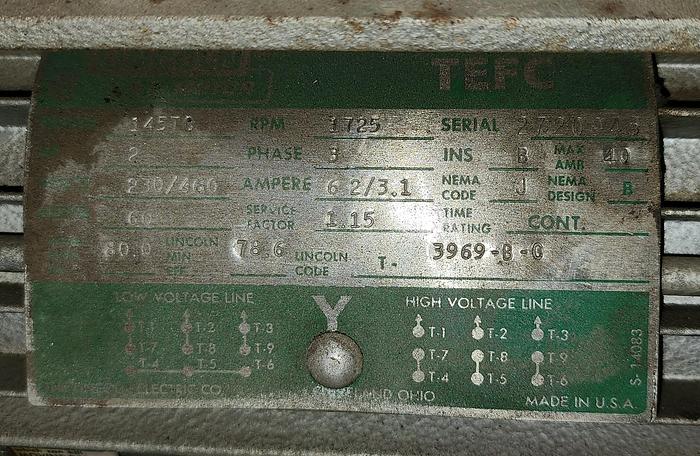 TEFC
145TC RPM 1725 SERIAL
2 PHASE 3 INS B MAX AMB 40
230/460 AMPERE 6.2/3.1 NEMA CODE J NEMA DESIGN B
60 SERVICE FACTOR 1.15 TIME RATING CONT.
80.0 LINCOLN MIN EFF 78.6 LINCOLN CODE T- 3969-B-G
LOW VOLTAGE LINE Y HIGH VOLTAGE LINE
T-1 T-2 T-3 T-1 T-2 T-3
T-7 T-8 T-9 T-7 T-8 T-9
T-4 T-5 T-6 T-4 T-5 T-6
ELECTRIC CO. OHIO MADE IN U.S.A
S-14083